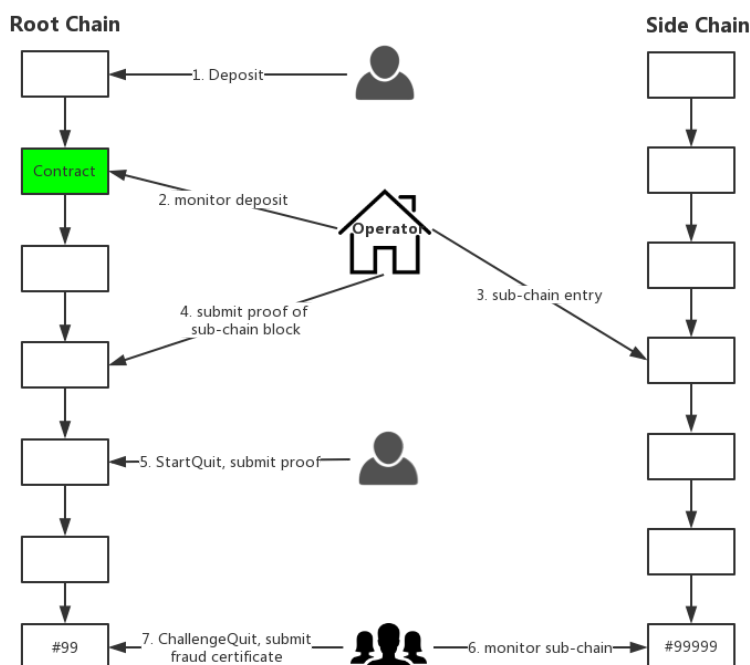 Root Chain
Side Chain
1. Deposit
Contract
2. monitor deposit
Operator
3. sub-chain entry
4. submit proof of
sub-chain block
5. StartQuit, submit proof
7. ChallengeQuit, submit
fraud certificate
#99
6. monitor sub-chain
#99999